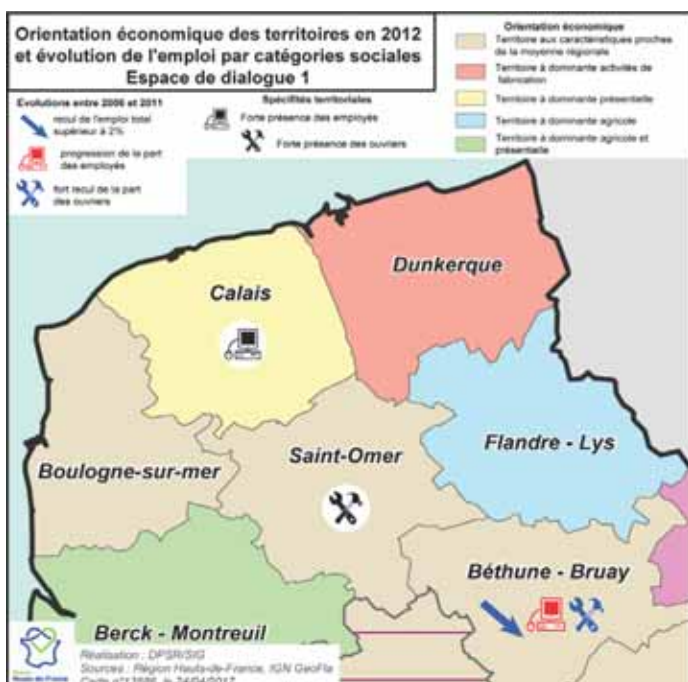 Orientation économique des territoires en 2012
et évolution de l'emploi par catégories sociales
Espace de dialogue 1
Evolutions entre 2006 et 2011
recul de l'emploi total
supérieur à 2%
progression de la part
des employés
fort recul de la part
des ouvriers
Spécifités territoriales
Forte présence des employés
Forte présence des ouvriers
Orientation économique
Territoire aux caractéristiques proches
de la moyenne régionale
Territoire à dominante activités de
fabrication
Territoire à dominante présentielle
Territoire à dominante agricole
Territoire à dominante agricole et
présentielle
Dunkerque
Calais
Flandre - Lys
Saint-Omer
Boulogne-sur-mer
Béthune - Bruay
Berck - Montreuil
Réalisation : DPSR/SIG
Sources : Région Hauts-de-France, IGN GeoFla
Hauts-de-France